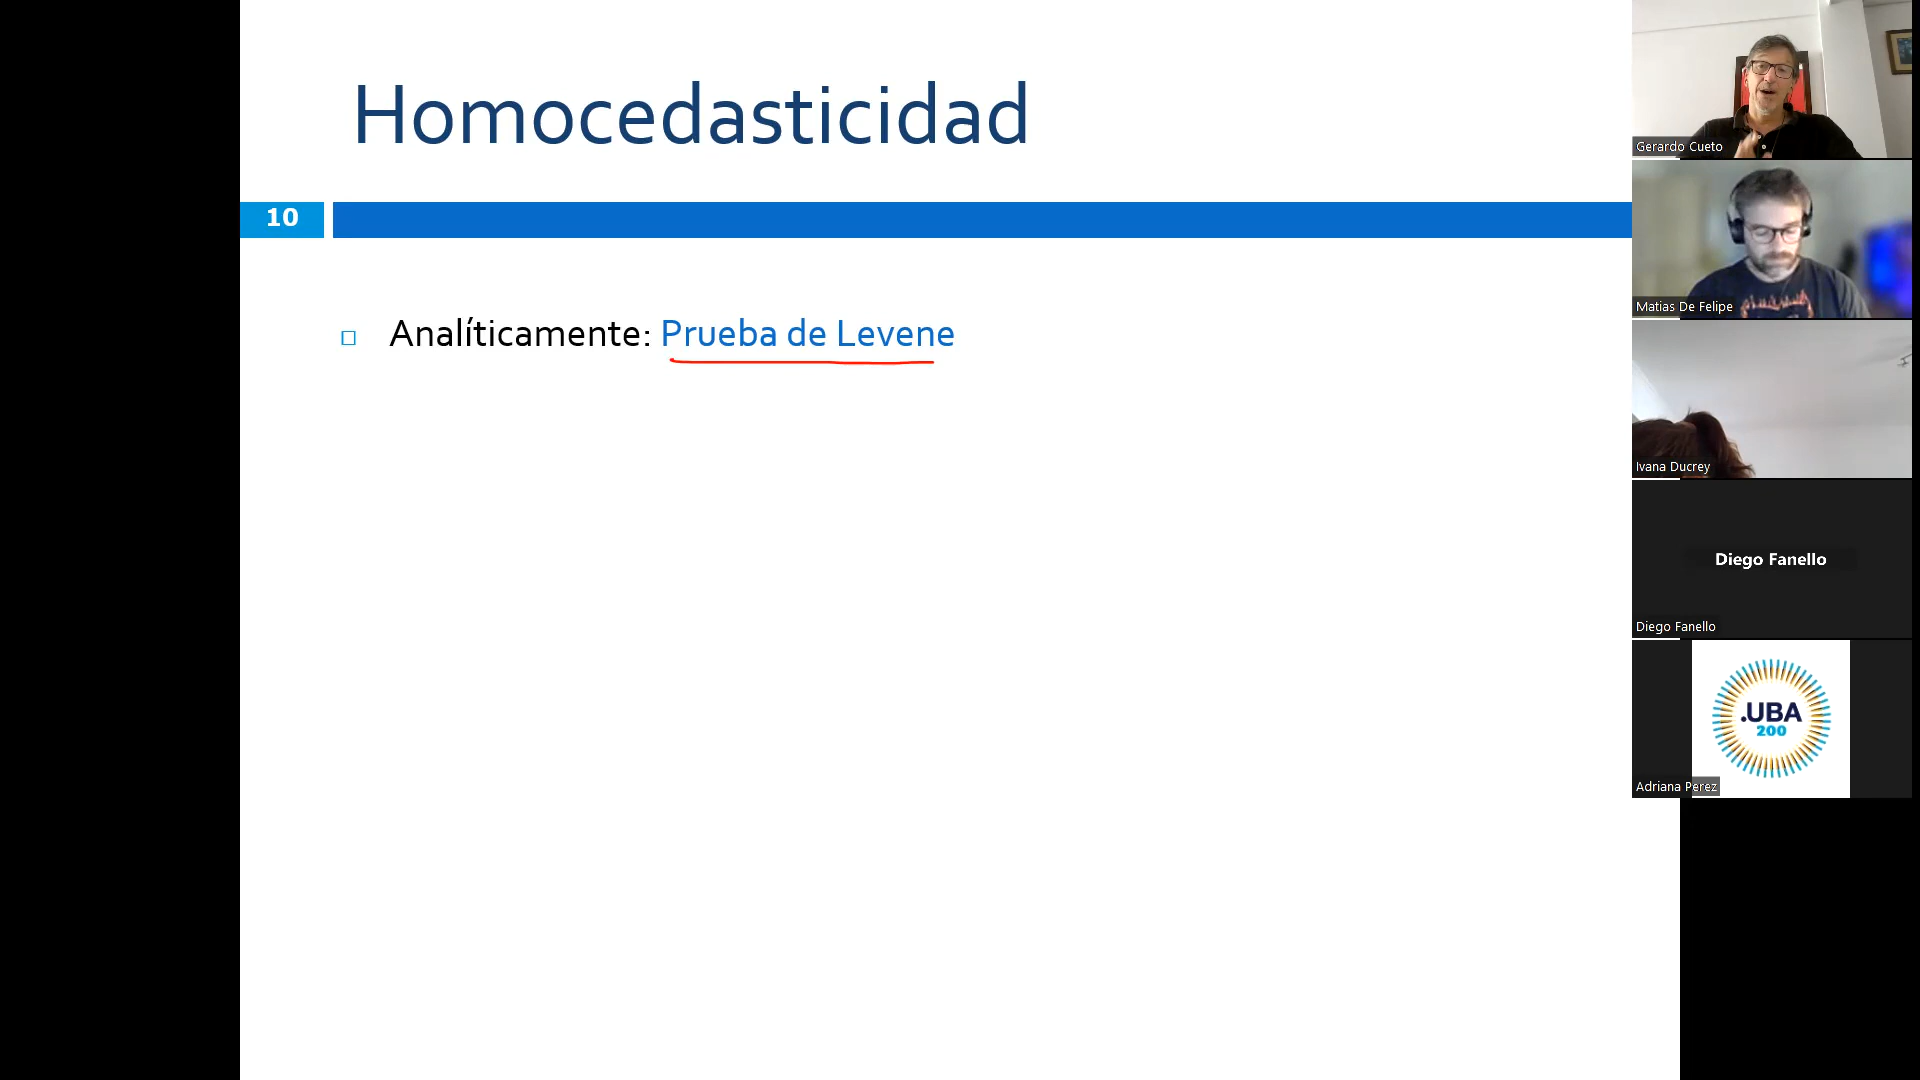 Homocedasticidad
10
Analíticamente: Prueba de Levene
Gerardo Cueto
Matias De Felipe
Ivana Ducrey
Diego Fanello
Diego Fanello
.UBA
200
Adriana Perez